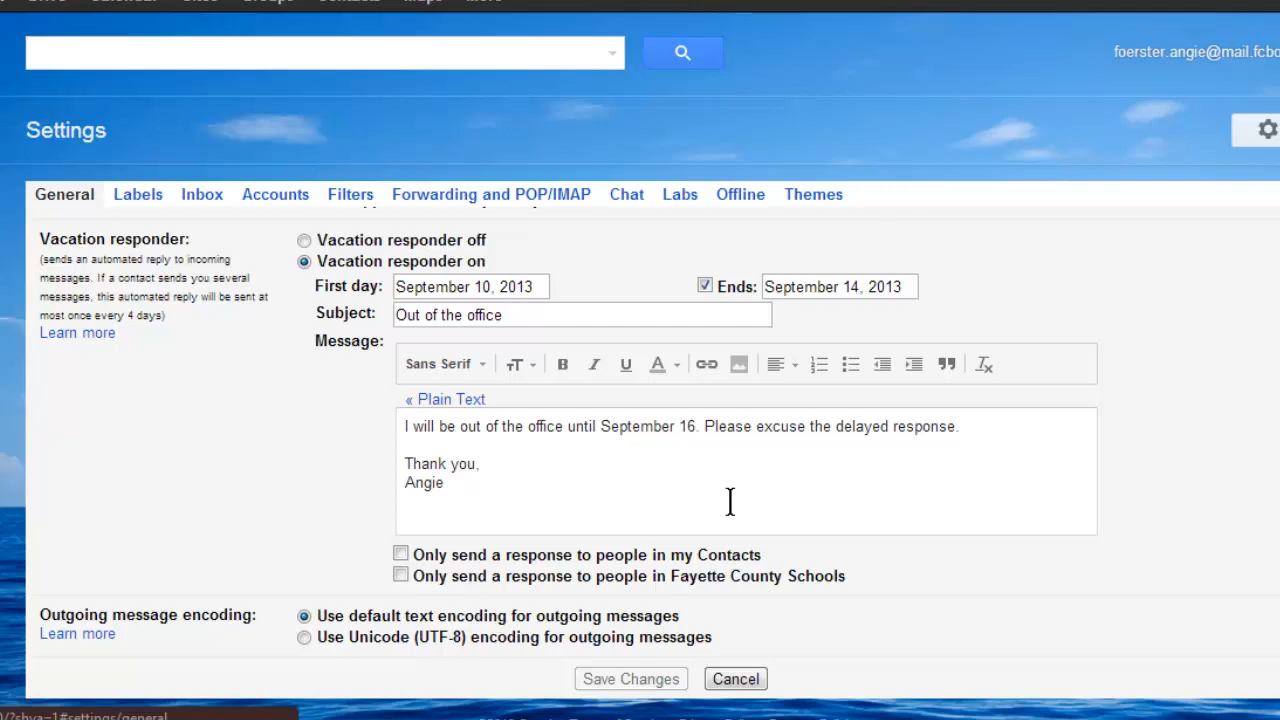 foerster.angie@mail.fcbo
Settings
General Labels Inbox Accounts Filters Forwarding and POP/IMAP Chat Labs Offline Themes
Vacation responder:
(sends an automated reply to incoming
messages. If a contact sends you several
messages, this automated reply will be sent at
most once every 4 days)
Learn more
Vacation responder off
Vacation responder on
First day: September 10, 2013 Ends: September 14, 2013
Subject: Out of the office
Message:
Sans Serif
« Plain Text
I will be out of the office until September 16. Please excuse the delayed response.
Thank you,
Angie
Only send a response to people in my Contacts
Only send a response to people in Fayette County Schools
Outgoing message encoding:
Learn more
Use default text encoding for outgoing messages
Use Unicode (UTF-8) encoding for outgoing messages
Save Changes Cancel